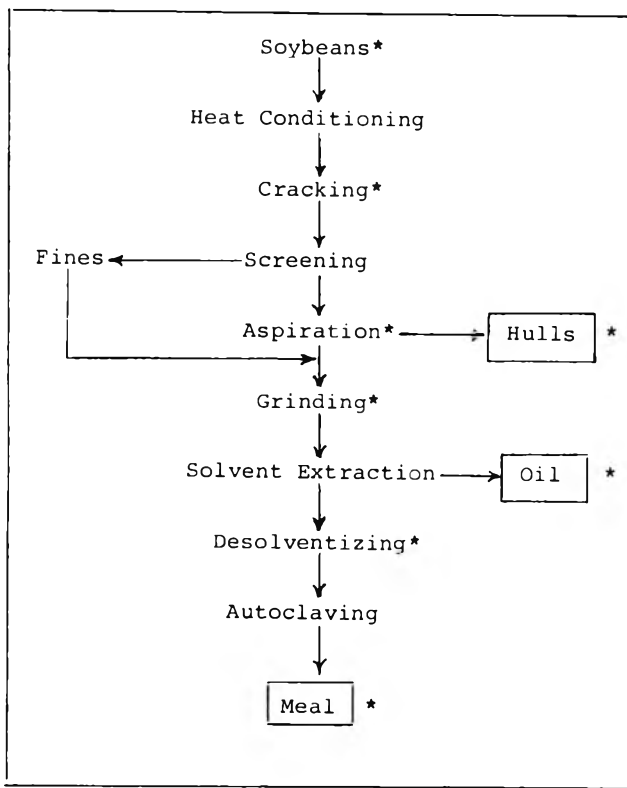 Soybeans*
Heat Conditioning
Cracking*
Fines Screening
Aspiration* Hulls *
Grinding*
Solvent Extraction Oil *
Desolventizing*
Autoclaving
Meal *